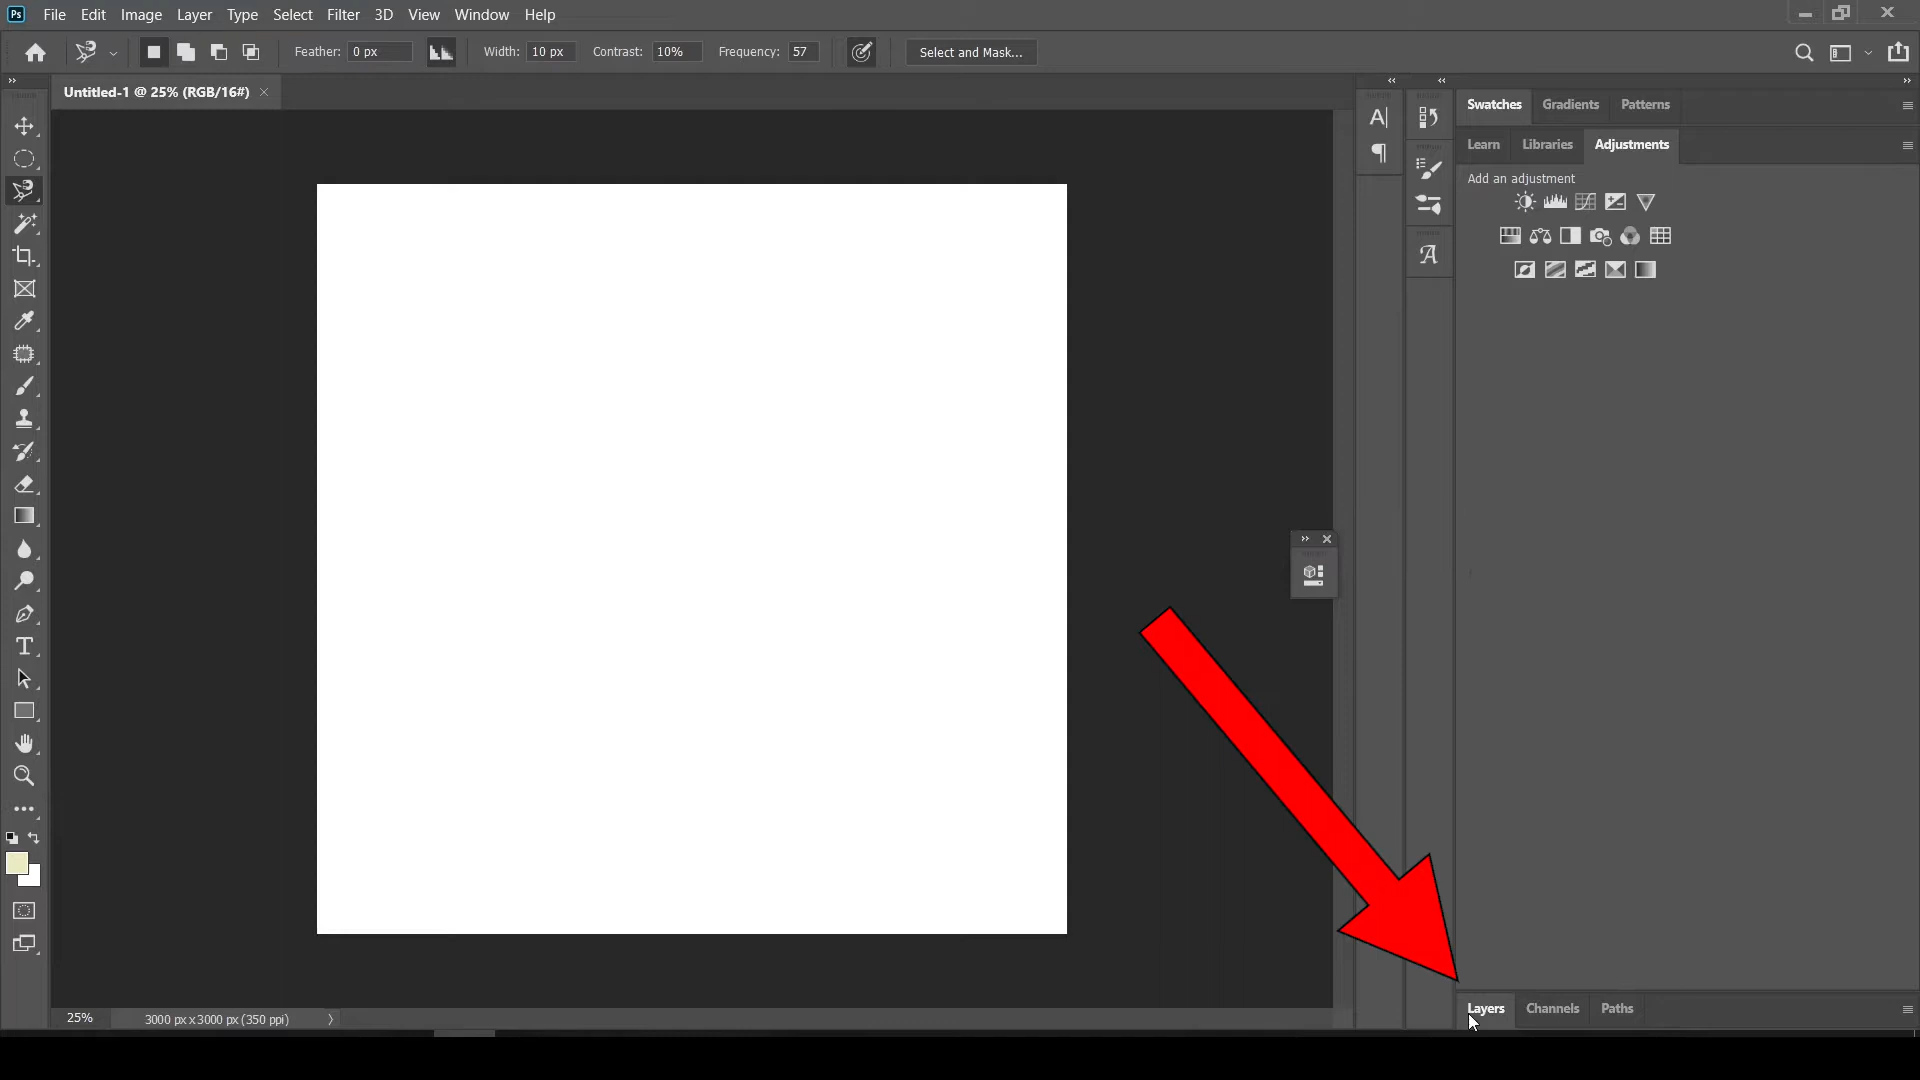 Ps File Edit Image Layer Type Select Filter 3D View Window Help
Feather: 0 px Width: 10 px Contrast: 10% Frequency: 57 Select and Mask...
Untitled-1 @ 25% (RGB/16#)
Swatches Gradients Patterns
Learn Libraries Adjustments
Add an adjustment
Layers Channels Paths
25% 3000 px x 3000 px (350 ppi)